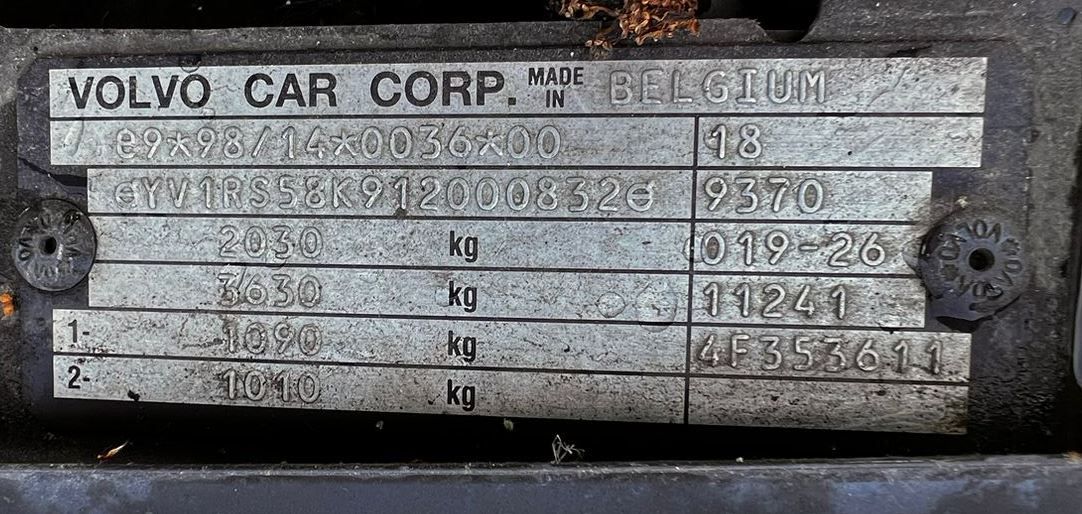 VOLVO CAR CORP. MADE IN BELGIUM
e9*98/14*0036*00 18
eYV1RS58K912000832e 9370
2030 kg 019-26
3630 kg 11241
1- 1090 kg 4F353611
2- 1010 kg